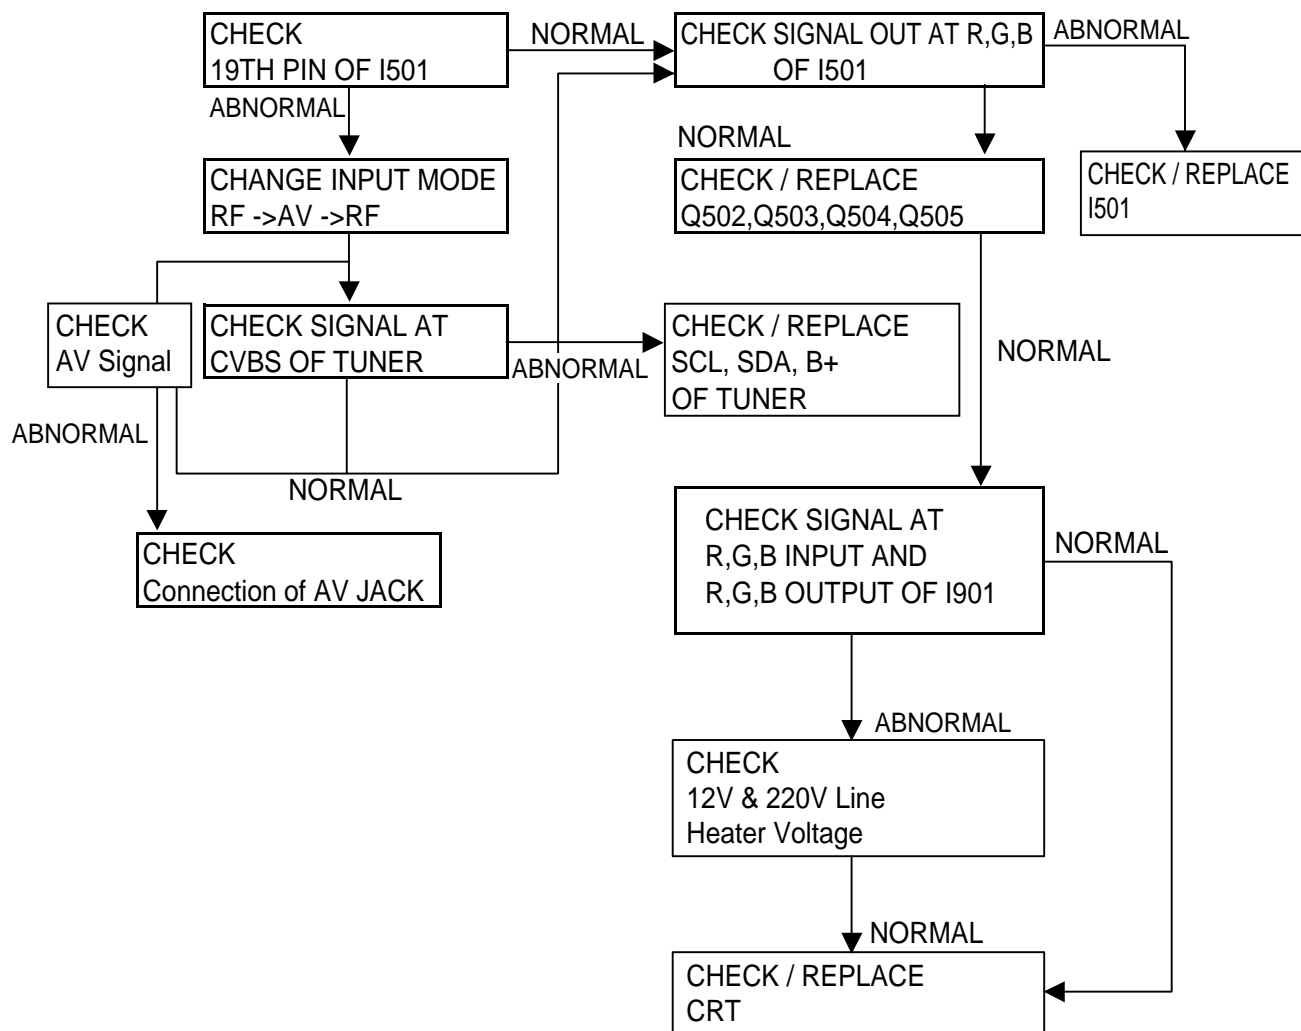 CHECK
19TH PIN OF I501
NORMAL
CHECK SIGNAL OUT AT R,G,B
OF I501
ABNORMAL
ABNORMAL
NORMAL
CHANGE INPUT MODE
RF ->AV ->RF
CHECK / REPLACE
Q502,Q503,Q504,Q505
CHECK / REPLACE
I501
CHECK
AV Signal
CHECK SIGNAL AT
CVBS OF TUNER
ABNORMAL
CHECK / REPLACE
SCL, SDA, B+
OF TUNER
NORMAL
ABNORMAL
NORMAL
CHECK
Connection of AV JACK
CHECK SIGNAL AT
R,G,B INPUT AND
R,G,B OUTPUT OF I901
NORMAL
ABNORMAL
CHECK
12V & 220V Line
Heater Voltage
NORMAL
CHECK / REPLACE
CRT